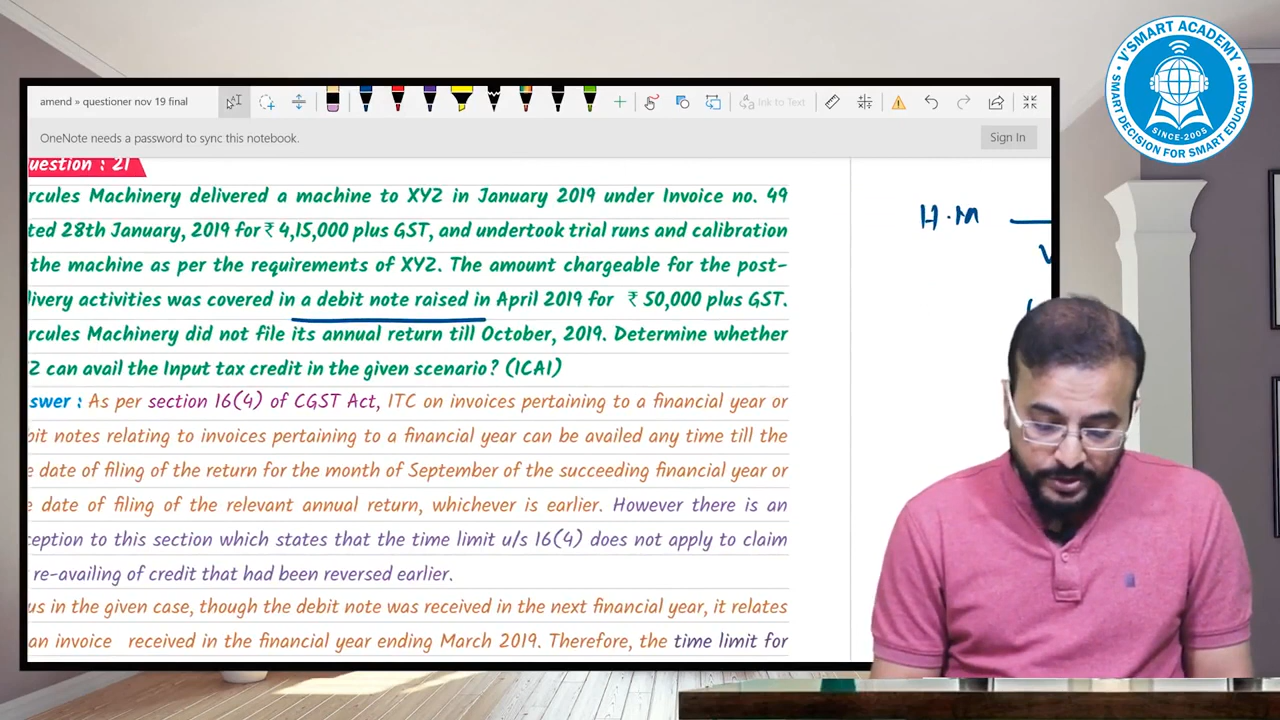 V'SMART ACADEMY
SMART DECISION FOR SMART EDUCATION
SINCE-2005
amend » questioner nov 19 final
Ink to Text
OneNote needs a password to sync this notebook.
Sign In
uestion : 21
rcules Machinery delivered a machine to XYZ in January 2019 under Invoice no. 49
ted 28th January, 2019 for ₹ 4,15,000 plus GST, and undertook trial runs and calibration
the machine as per the requirements of XYZ. The amount chargeable for the post-
livery activities was covered in a debit note raised in April 2019 for ₹ 50,000 plus GST.
rcules Machinery did not file its annual return till October, 2019. Determine whether
Z can avail the Input tax credit in the given scenario? (ICAI)
swer : As per section 16(4) of CGST Act, ITC on invoices pertaining to a financial year or
bit notes relating to invoices pertaining to a financial year can be availed any time till the
e date of filing of the return for the month of September of the succeeding financial year or
e date of filing of the relevant annual return, whichever is earlier. However there is an
ception to this section which states that the time limit u/s 16(4) does not apply to claim
re-availing of credit that had been reversed earlier.
us in the given case, though the debit note was received in the next financial year, it relates
an invoice received in the financial year ending March 2019. Therefore, the time limit for
H.M